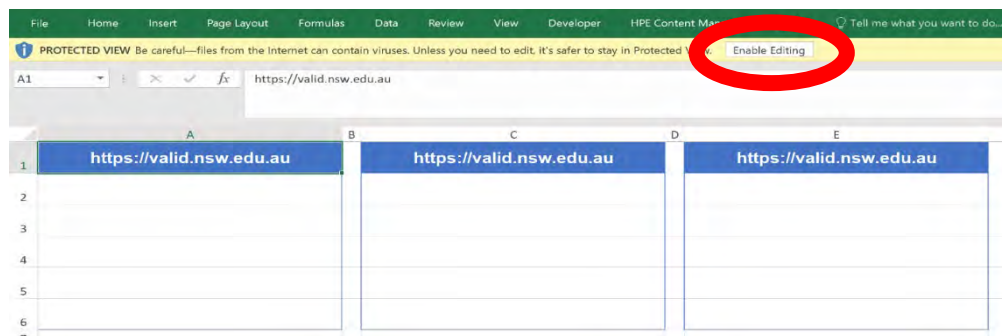 File Home Insert Page Layout Formulas Data Review View Developer HPE Content Tell me what you want to do...
PROTECTED VIEW Be careful—files from the Internet can contain viruses. Unless you need to edit, it's safer to stay in Protected Enable Editing
A1 fx https://valid.nsw.edu.au
A B C D E
1 https://valid.nsw.edu.au https://valid.nsw.edu.au https://valid.nsw.edu.au
2
3
4
5
6